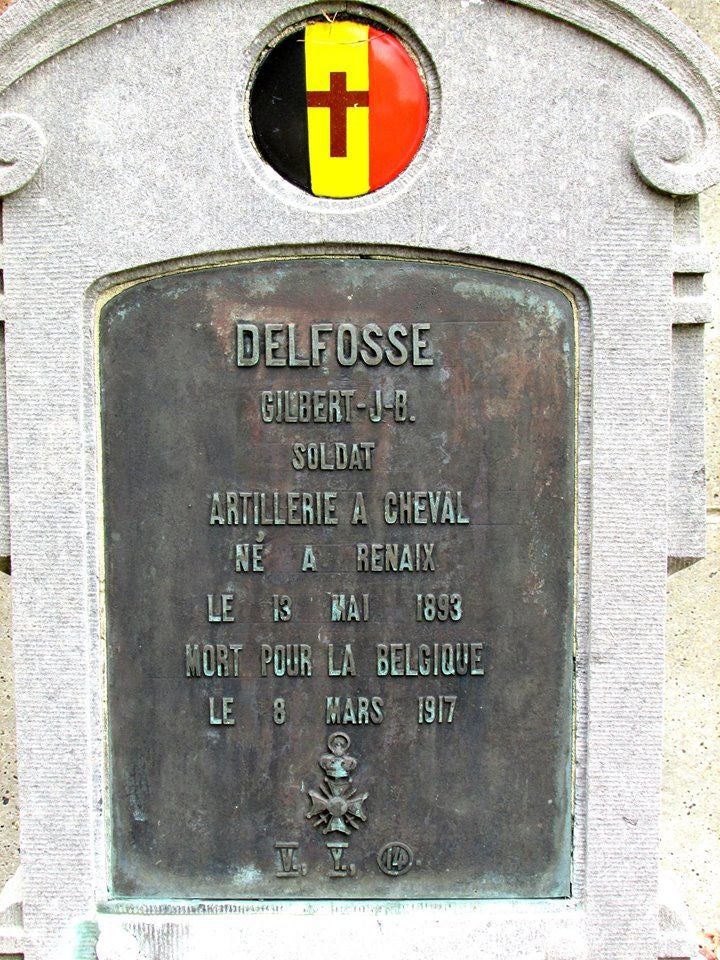 DELFOSSE
GILBERT-J-B.
SOLDAT
ARTILLERIE A CHEVAL
NÉ A RENAIX
LE 13 MAI 1893
MORT POUR LA BELGIQUE
LE 8 MARS 1917
V. Y. 14.